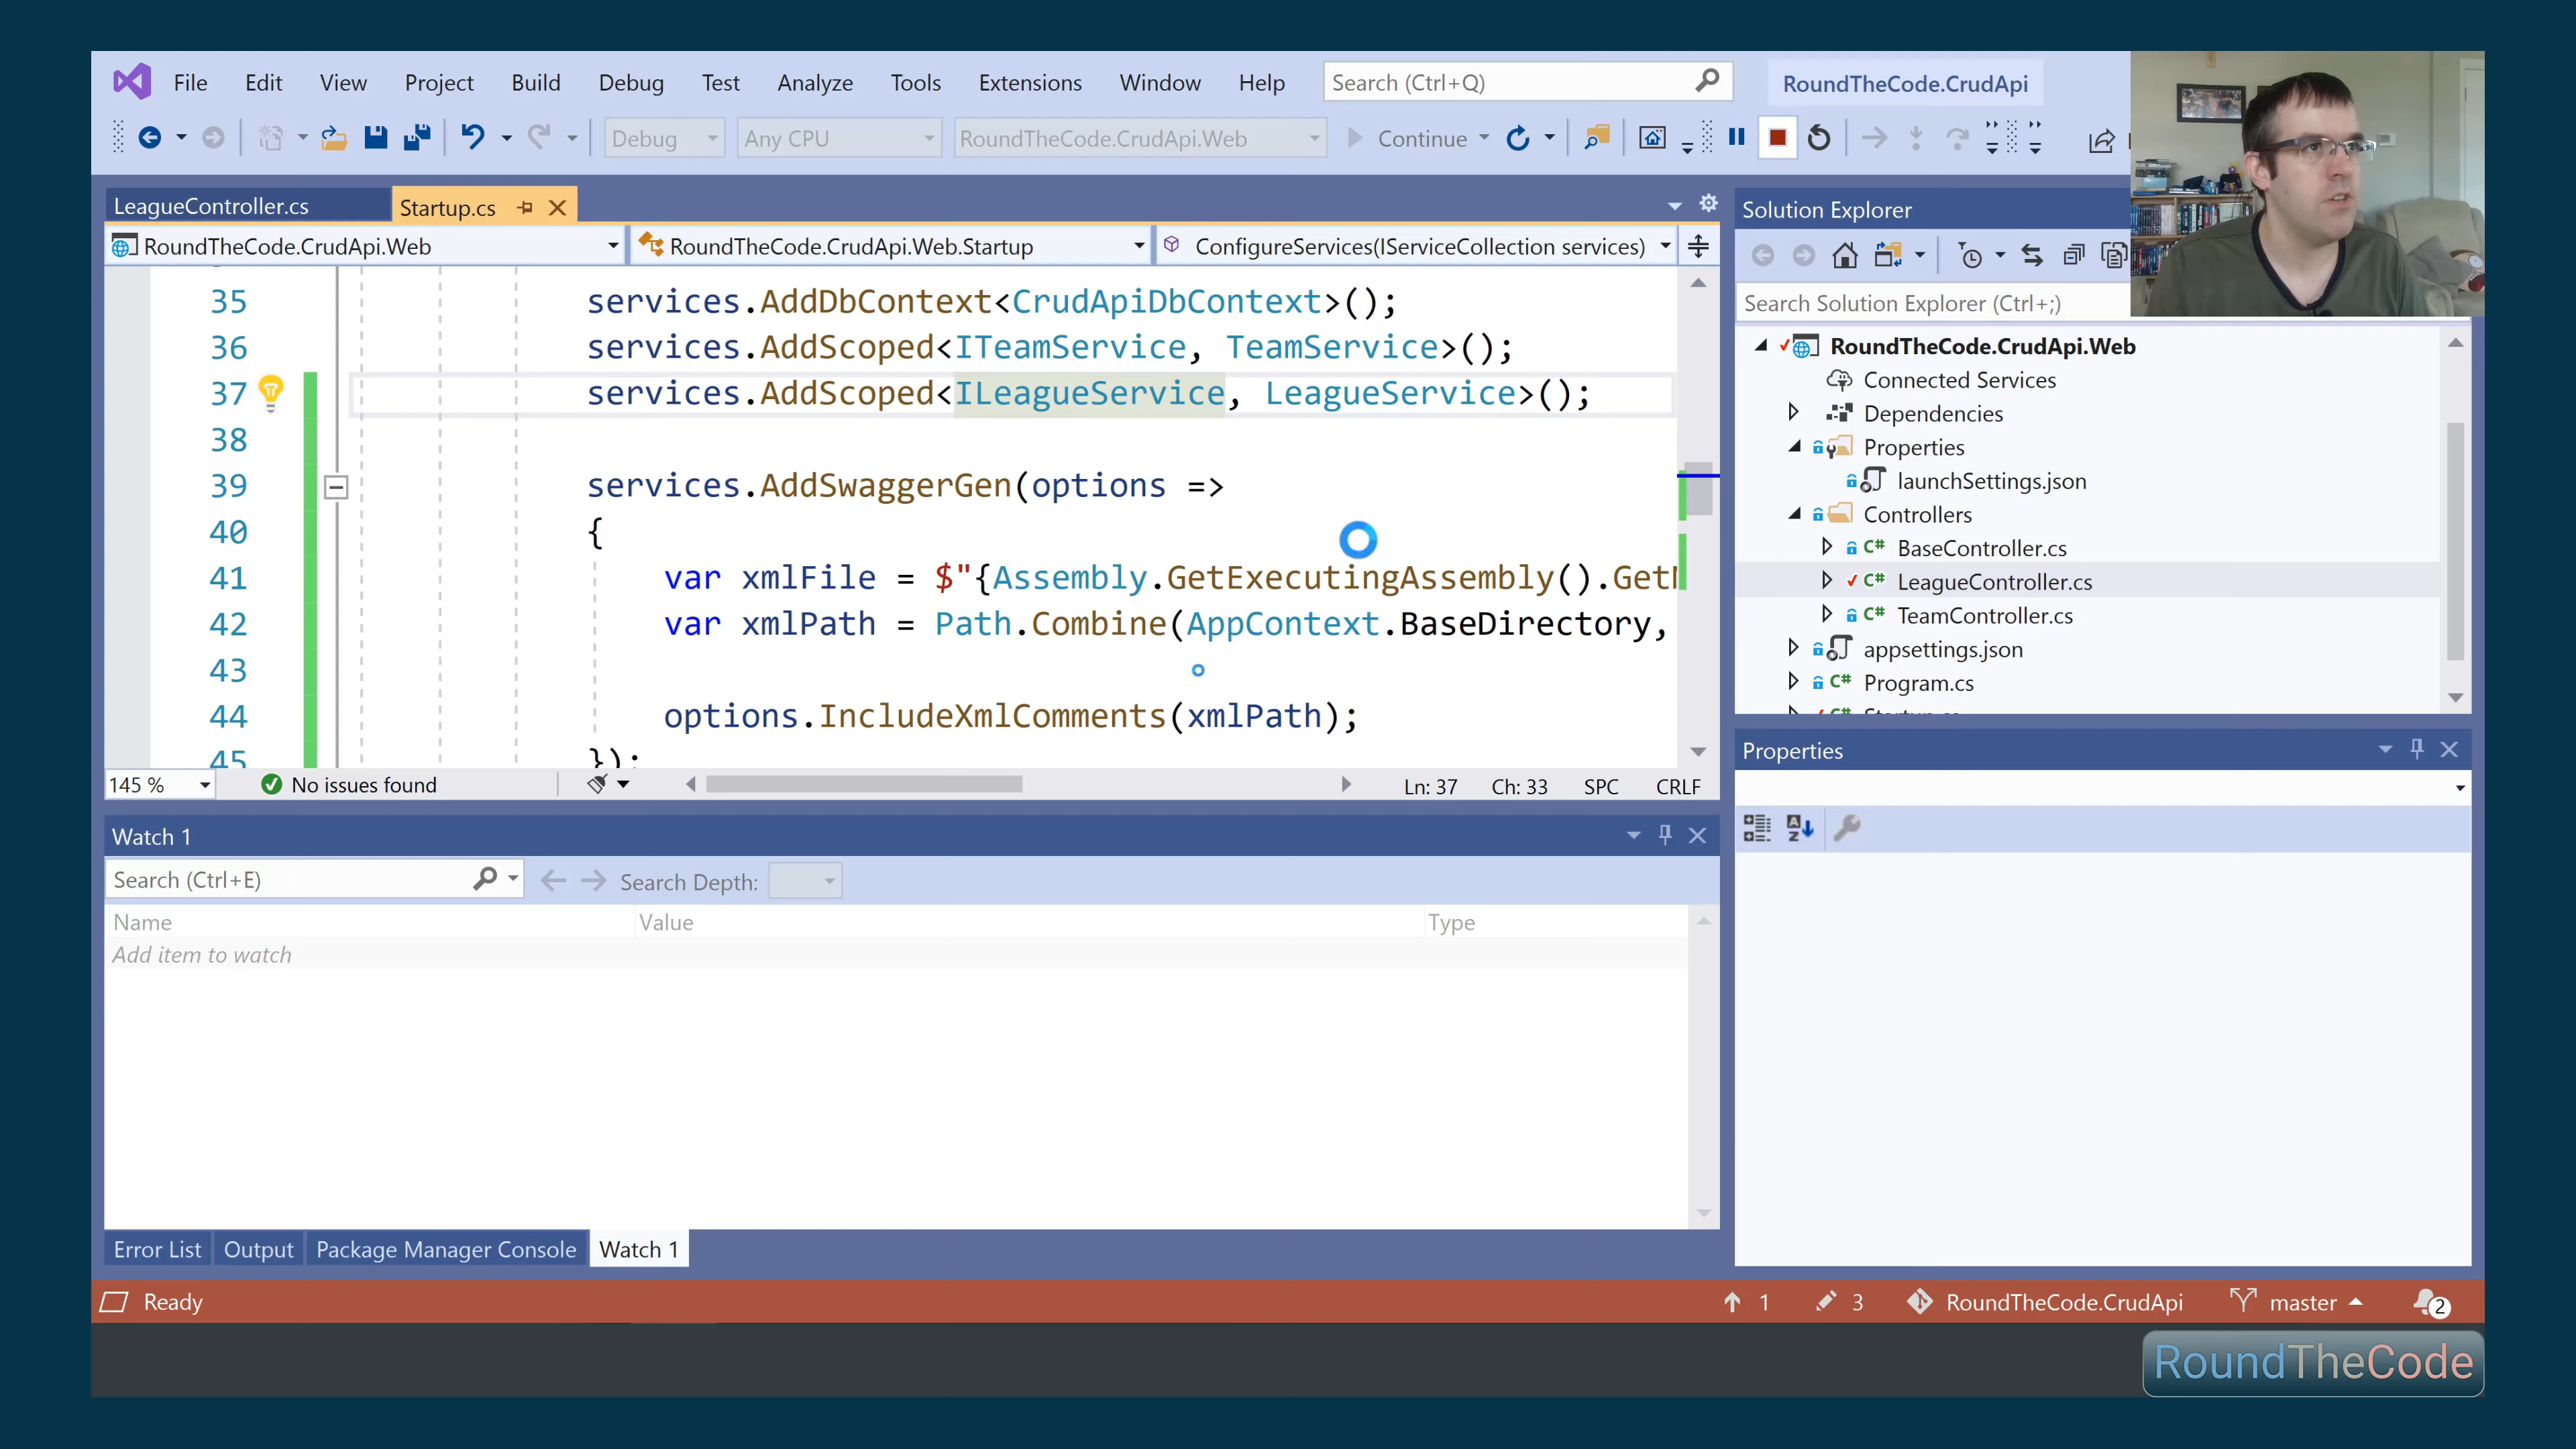 File Edit View Project Build Debug Test Analyze Tools Extensions Window Help Search (Ctrl+Q) RoundTheCode.CrudApi
Debug Any CPU RoundTheCode.CrudApi.Web Continue
LeagueController.cs Startup.cs
RoundTheCode.CrudApi.Web RoundTheCode.CrudApi.Web.Startup ConfigureServices(IServiceCollection services)
35 services.AddDbContext<CrudApiDbContext>();
36 services.AddScoped<ITeamService, TeamService>();
37 services.AddScoped<ILeagueService, LeagueService>();
38
39 services.AddSwaggerGen(options =>
40 {
41 var xmlFile = $"{Assembly.GetExecutingAssembly().Get
42 var xmlPath = Path.Combine(AppContext.BaseDirectory,
43
44 options.IncludeXmlComments(xmlPath);
45 });
145 % No issues found Ln: 37 Ch: 33 SPC CRLF
Watch 1
Search (Ctrl+E) Search Depth:
Name Value Type
Add item to watch
Error List Output Package Manager Console Watch 1
Solution Explorer
Search Solution Explorer (Ctrl+;)
RoundTheCode.CrudApi.Web
Connected Services
Dependencies
Properties
launchSettings.json
Controllers
C# BaseController.cs
C# LeagueController.cs
C# TeamController.cs
appsettings.json
C# Program.cs
Properties
Ready 1 3 RoundTheCode.CrudApi master 2
RoundTheCode